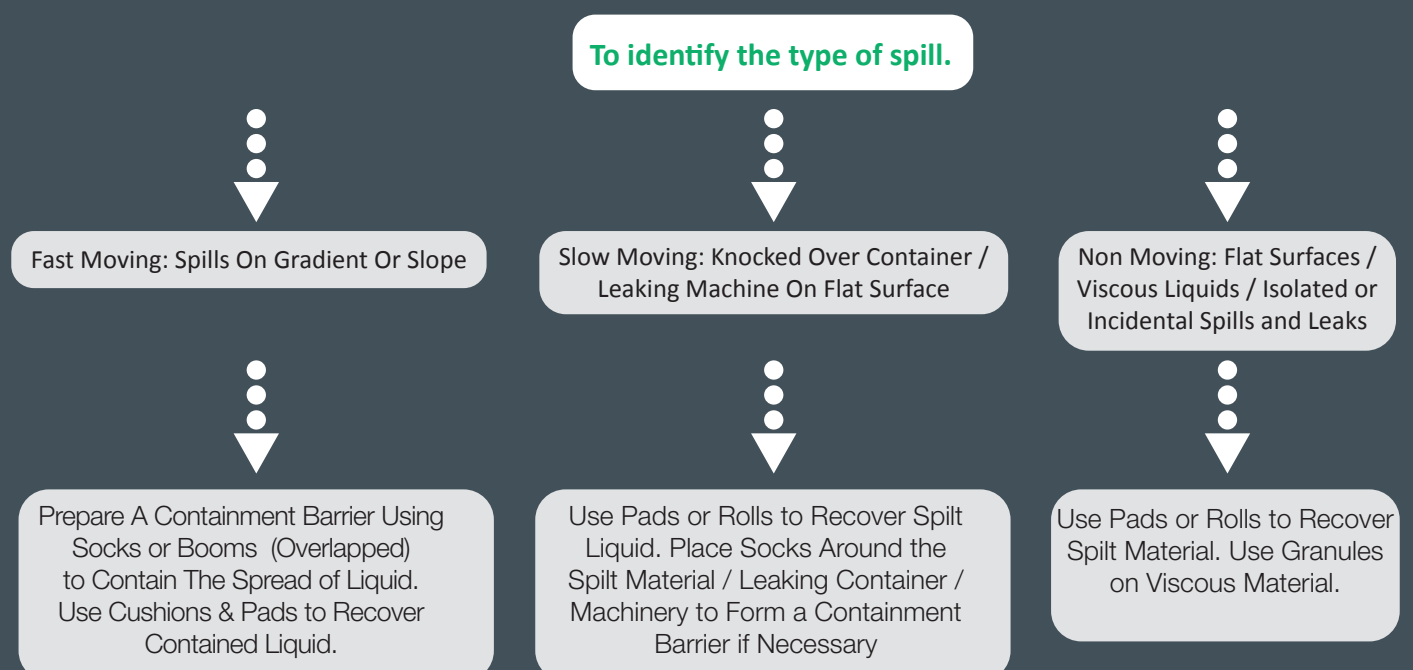 To identify the type of spill.
Fast Moving: Spills On Gradient Or Slope
Slow Moving: Knocked Over Container /
Leaking Machine On Flat Surface
Non Moving: Flat Surfaces /
Viscous Liquids / Isolated or
Incidental Spills and Leaks
Prepare A Containment Barrier Using
Socks or Booms (Overlapped)
to Contain The Spread of Liquid.
Use Cushions & Pads to Recover
Contained Liquid.
Use Pads or Rolls to Recover Spilt
Liquid. Place Socks Around the
Spilt Material / Leaking Container /
Machinery to Form a Containment
Barrier if Necessary
Use Pads or Rolls to Recover
Spilt Material. Use Granules
on Viscous Material.